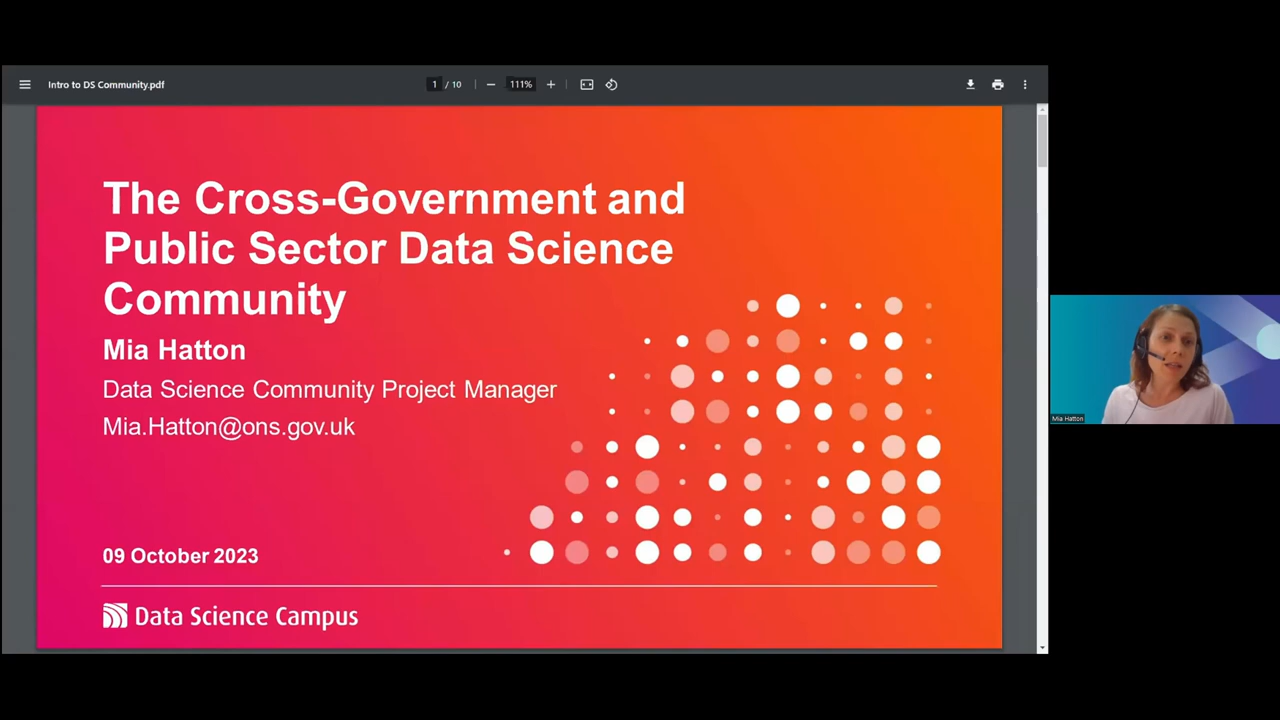 Intro to DS Community.pdf
1 / 10
111%
The Cross-Government and
Public Sector Data Science
Community
Mia Hatton
Data Science Community Project Manager
Mia.Hatton@ons.gov.uk
09 October 2023
Data Science Campus
Mia Hatton